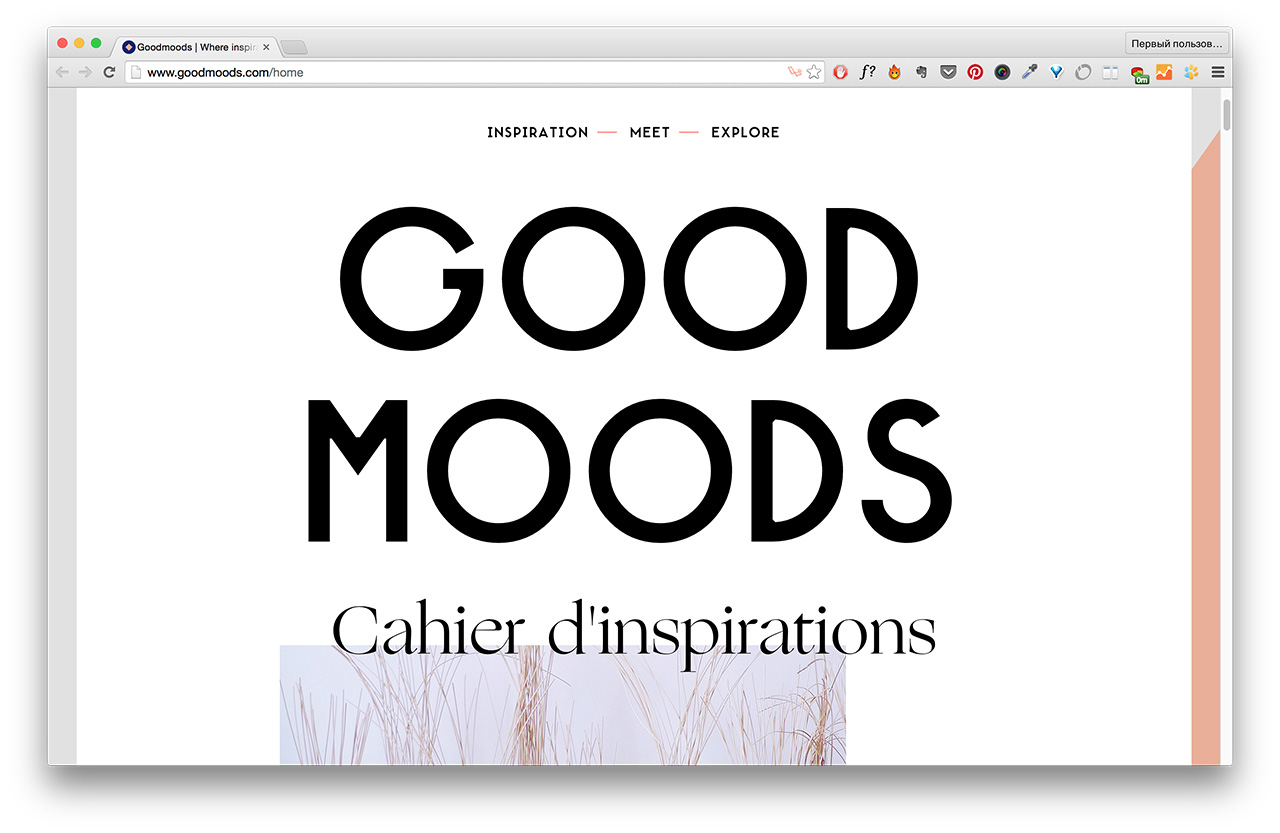 Goodmoods | Where inspir
Первый пользов...
www.goodmoods.com/home
f?
0m
INSPIRATION — MEET — EXPLORE
GOOD
MOODS
Cahier d'inspirations